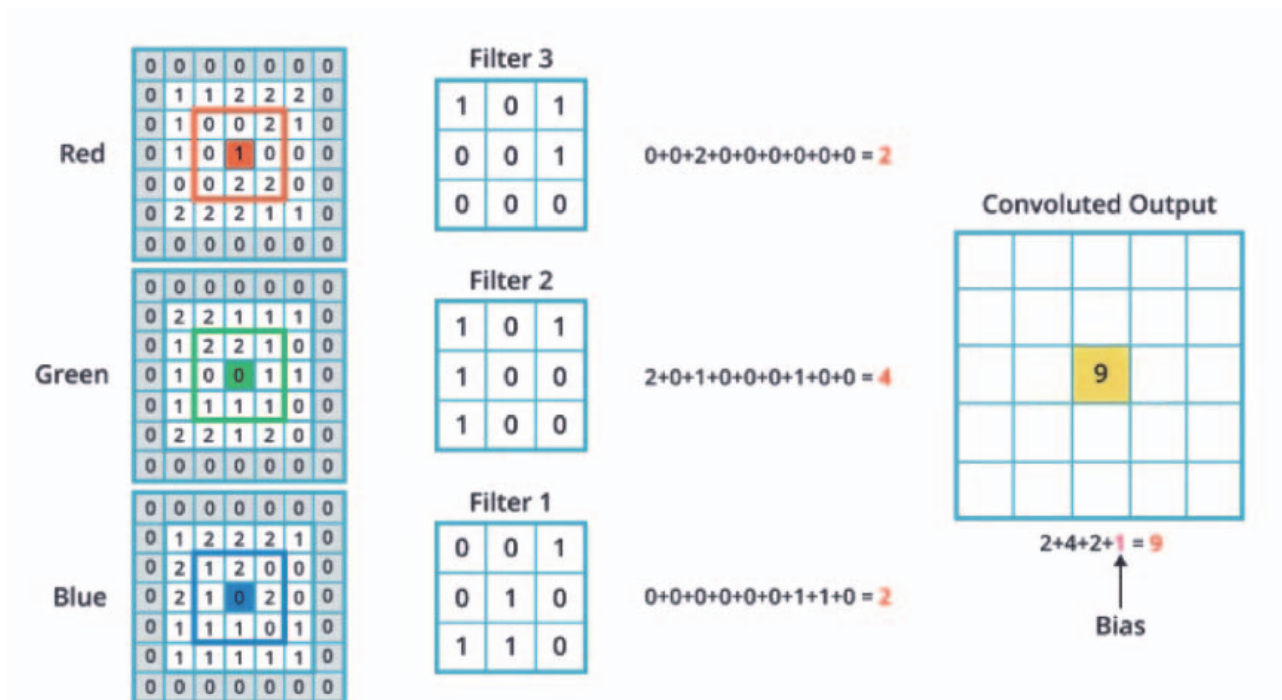 Red
0 0 0 0 0 0 0
0 1 1 2 2 2 0
0 1 0 0 2 1 0
0 1 0 1 0 0 0
0 0 0 2 2 0 0
0 2 2 2 1 1 0
0 0 0 0 0 0 0
Filter 3
1 0 1
0 0 1
0 0 0
0+0+2+0+0+0+0+0+0 = 2
Green
0 0 0 0 0 0 0
0 2 2 1 1 1 0
0 1 2 2 1 0 0
0 1 0 0 1 1 0
0 1 1 1 1 0 0
0 2 2 1 2 0 0
0 0 0 0 0 0 0
Filter 2
1 0 1
1 0 0
1 0 0
2+0+1+0+0+0+1+0+0 = 4
Blue
0 0 0 0 0 0 0
0 1 2 2 2 1 0
0 2 1 2 0 0 0
0 2 1 0 2 0 0
0 1 1 1 0 1 0
0 1 1 1 1 1 0
0 0 0 0 0 0 0
Filter 1
0 0 1
0 1 0
1 1 0
0+0+0+0+0+0+1+1+0 = 2
Convoluted Output
9
2+4+2+1 = 9
Bias